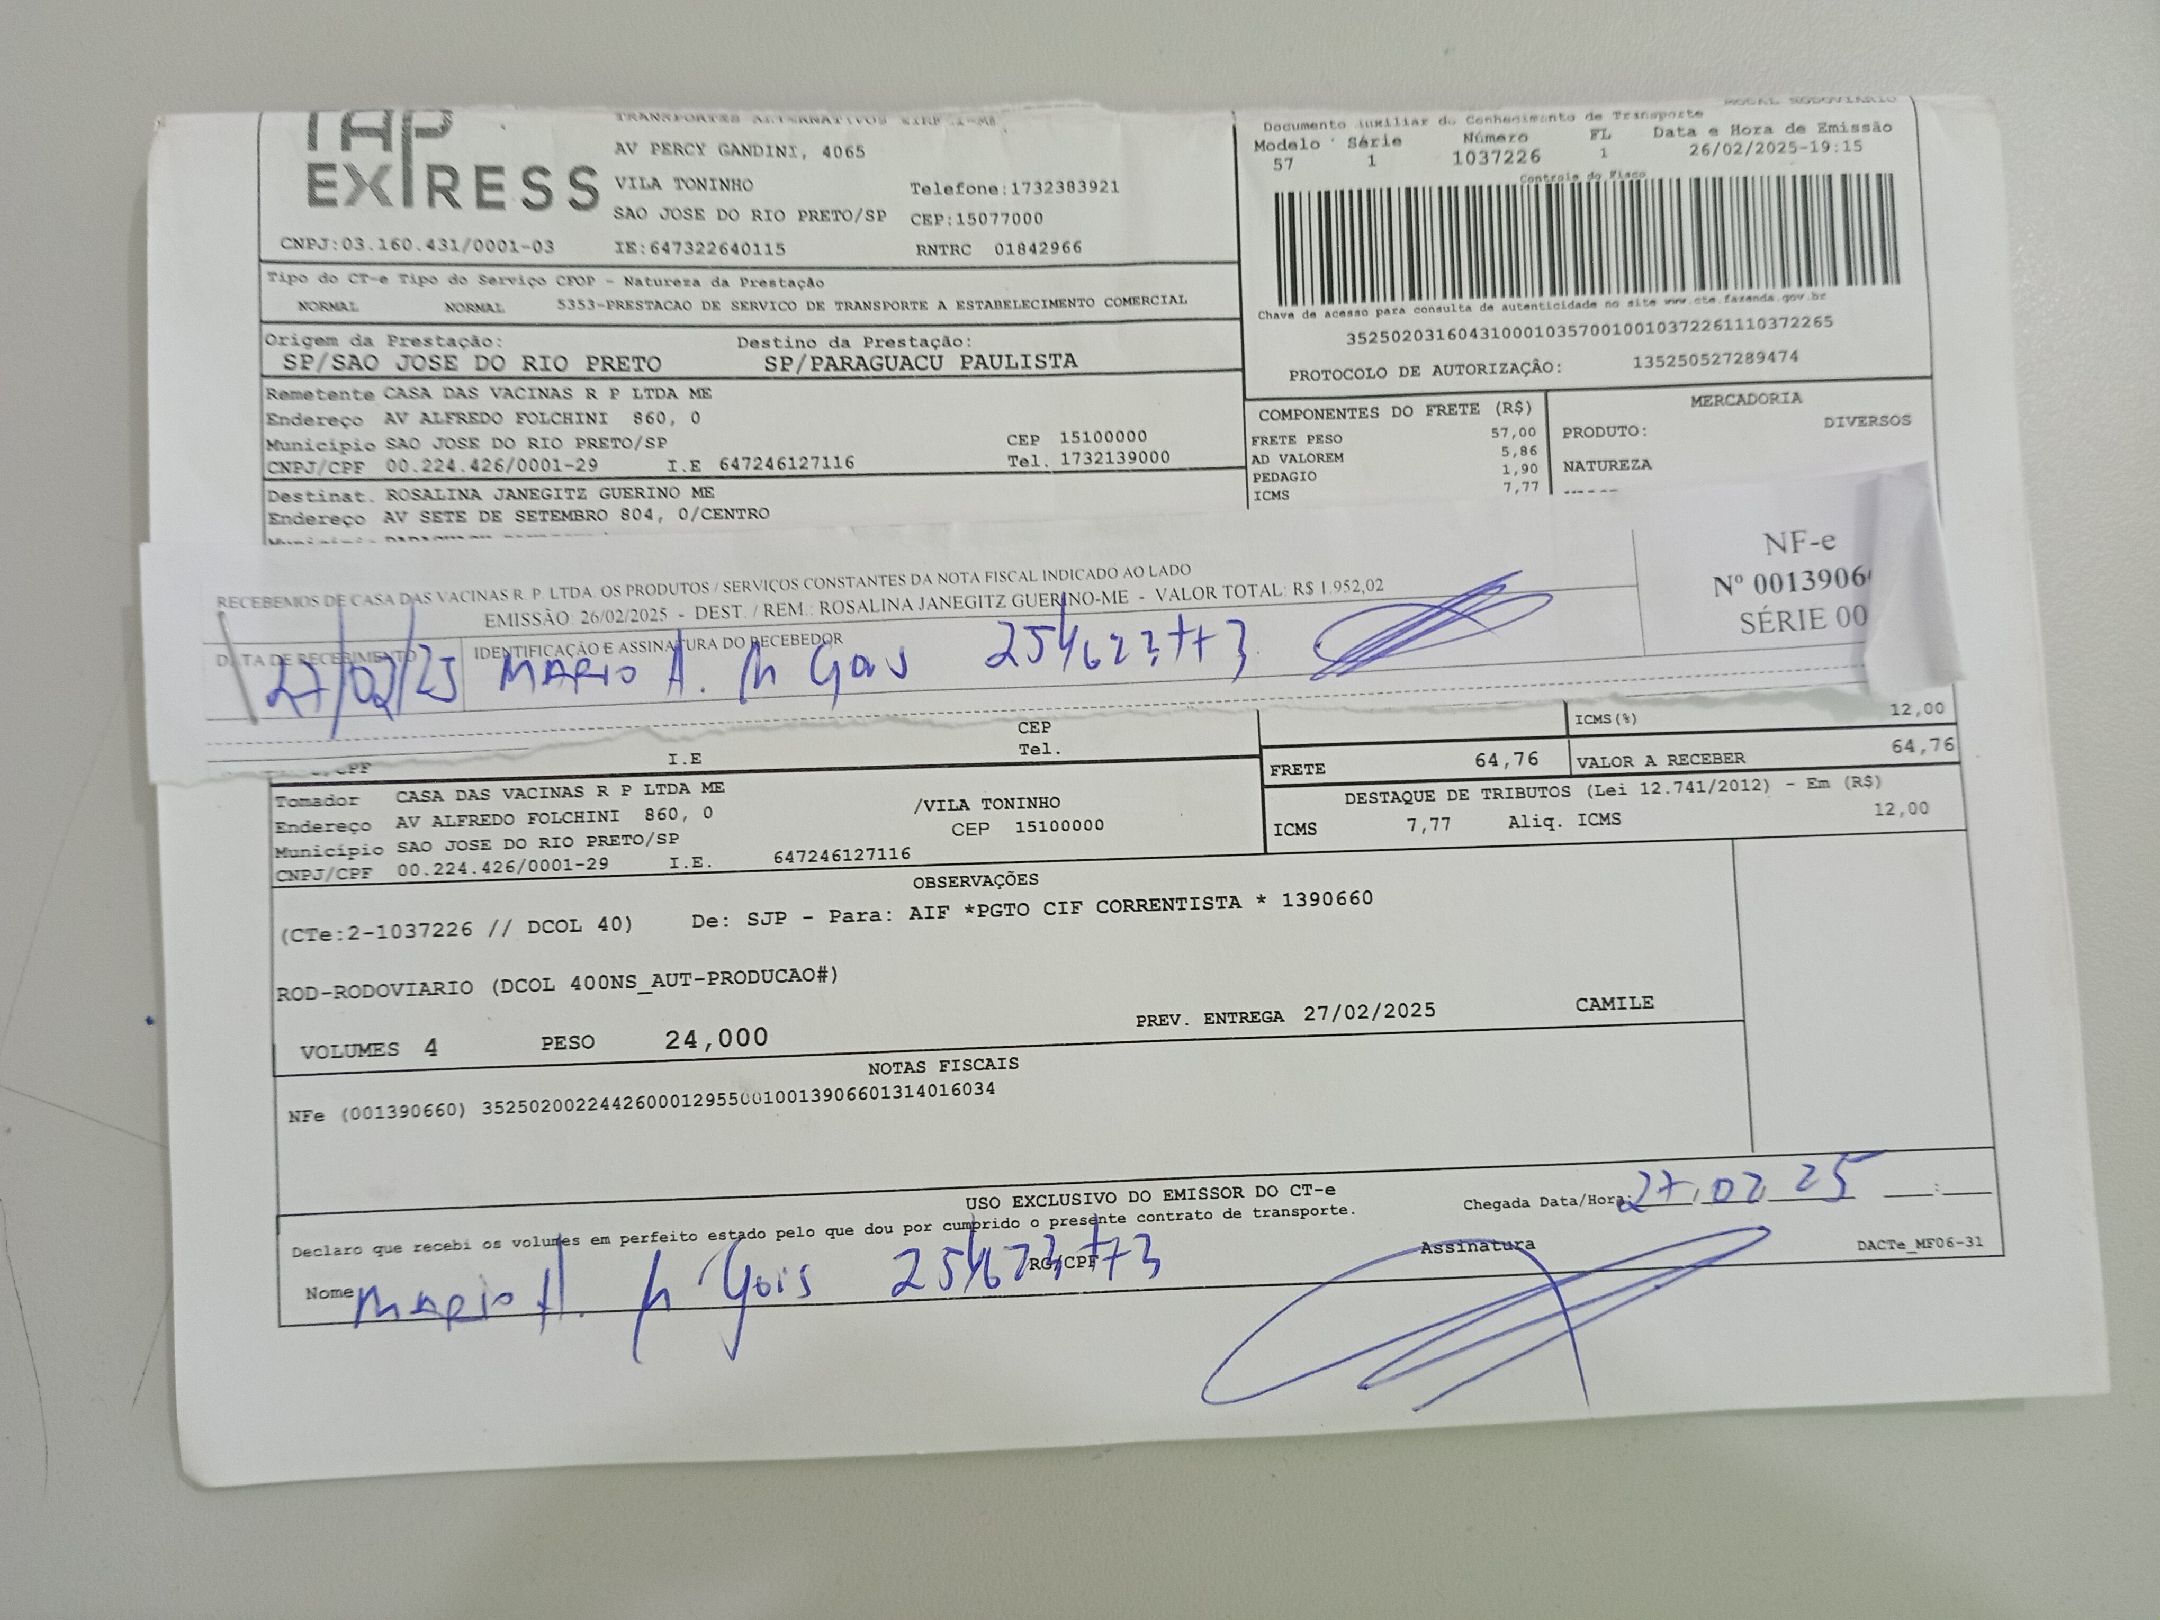 TAP EXPRESS
TRANSPORTES ALTERNATIVOS EIRELI-ME
AV PERCY GANDINI, 4065
VILA TONINHO Telefone:1732383921
SAO JOSE DO RIO PRETO/SP CEP:15077000
CNPJ:03.160.431/0001-03 IE:647322640115 RNTRC 01842966
MODAL RODOVIARIO
Documento Auxiliar do Conhecimento de Transporte
Modelo Série Número FL Data e Hora de Emissão
57 1 1037226 1 26/02/2025-19:15
Controle do Fisco
Chave de acesso para consulta de autenticidade no site www.cte.fazenda.gov.br
35250203160431000103570010010372261110372265
PROTOCOLO DE AUTORIZAÇÃO: 135250527289474
Tipo do CT-e Tipo do Serviço CFOP - Natureza da Prestação
NORMAL NORMAL 5353-PRESTACAO DE SERVICO DE TRANSPORTE A ESTABELECIMENTO COMERCIAL
Origem da Prestação: Destino da Prestação:
SP/SAO JOSE DO RIO PRETO SP/PARAGUACU PAULISTA
Remetente CASA DAS VACINAS R P LTDA ME
Endereço AV ALFREDO FOLCHINI 860, 0
Município SAO JOSE DO RIO PRETO/SP CEP 15100000
CNPJ/CPF 00.224.426/0001-29 I.E 647246127116 Tel. 1732139000
Destinat. ROSALINA JANEGITZ GUERINO ME
Endereço AV SETE DE SETEMBRO 804, 0/CENTRO
COMPONENTES DO FRETE (R$)
FRETE PESO 57,00
AD VALOREM 5,86
PEDAGIO 1,90
ICMS 7,77
MERCADORIA
PRODUTO: DIVERSOS
NATUREZA
------
RECEBEMOS DE CASA DAS VACINAS R. P. LTDA. OS PRODUTOS / SERVIÇOS CONSTANTES DA NOTA FISCAL INDICADO AO LADO
EMISSÃO: 26/02/2025 - DEST. / REM.: ROSALINA JANEGITZ GUERINO-ME - VALOR TOTAL: R$ 1.952,02
DATA DE RECEBIMENTO IDENTIFICAÇÃO E ASSINATURA DO RECEBEDOR
27/02/25 MARIO A.
NF-e
Nº 00139066
SÉRIE 00
CEP
Tel.
I.E
ICMS(%) 12,00
FRETE 64,76 VALOR A RECEBER 64,76
DESTAQUE DE TRIBUTOS (Lei 12.741/2012) - Em (R$)
ICMS 7,77 Aliq. ICMS 12,00
Tomador CASA DAS VACINAS R P LTDA ME
Endereço AV ALFREDO FOLCHINI 860, 0 /VILA TONINHO
Município SAO JOSE DO RIO PRETO/SP CEP 15100000
CNPJ/CPF 00.224.426/0001-29 I.E. 647246127116
OBSERVAÇÕES
(CTe:2-1037226 // DCOL 40) De: SJP - Para: AIF *PGTO CIF CORRENTISTA * 1390660
ROD-RODOVIARIO (DCOL 400NS_AUT-PRODUCAO#)
VOLUMES 4 PESO 24,000 PREV. ENTREGA 27/02/2025 CAMILE
NOTAS FISCAIS
NFe (001390660) 35250200224426000129550010013906601314016034
USO EXCLUSIVO DO EMISSOR DO CT-e
Declaro que recebi os volumes em perfeito estado pelo que dou por cumprido o presente contrato de transporte.
Chegada Data/Hora: 27,02 25 :
Nome MARIO A. Gois RG/CPF Assinatura DACTe_MF06-31